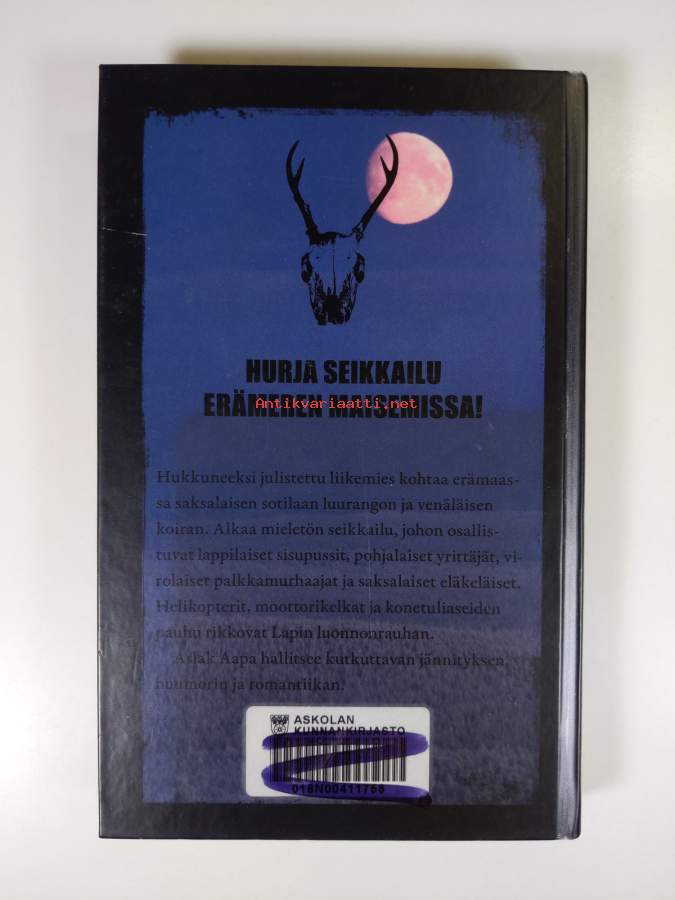 HURJA SEIKKAILU
ERÄMEREN MAISEMISSA!
Antikvariaatti.net
Hukkuneeksi julistettu liikemies kohtaa erämaas-
sa saksalaisen sotilaan luurangon ja venäläisen
koiran. Alkaa mieletön seikkailu, johon osallis-
tuvat lappilaiset sisupussit, pohjalaiset yrittäjät, vi-
rolaiset palkkamurhaajat ja saksalaiset eläkeläiset.
Helikopterit, moottorikelkat ja konetuliaseiden
pauhu rikkovat Lapin luonnonrauhan.
Aslak Aapa hallitsee kutkuttavan jännityksen,
huumorin ja romantiikan.
ASKOLAN
KUNNANKIRJASTO
018N00411758